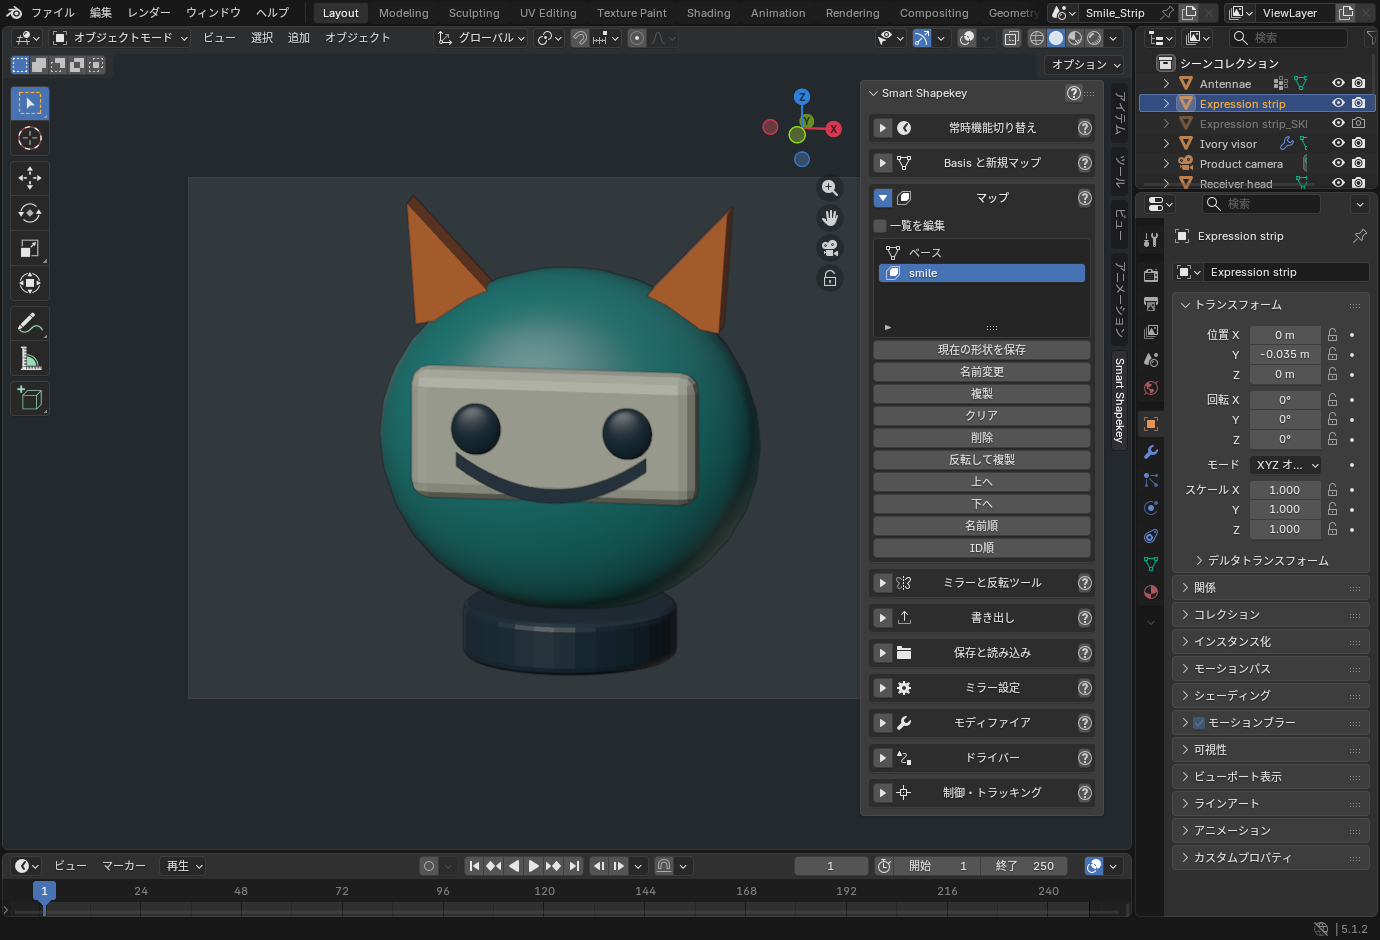 ファイル 編集 レンダー ウィンドウ ヘルプ Layout Modeling Sculpting UV Editing Texture Paint Shading Animation Rendering Compositing Smile_Strip ViewLayer
オブジェクトモード ビュー 選択 追加 オブジェクト グローバル
オプション
検索
シーンコレクション
Antennae
Expression strip
Expression strip_SKI
Ivory visor
Product camera
Receiver head
X
Y
Z
Smart Shapekey
常時機能切り替え
Basis と新規マップ
マップ
一覧を編集
ベース
smile
現在の形状を保存
名前変更
複製
クリア
削除
反転して複製
上へ
下へ
名前順
ID順
ミラーと反転ツール
書き出し
保存と読み込み
ミラー設定
モディファイア
ドライバー
制御・トラッキング
アイテム
ツール
ビュー
アニメーション
Smart Shapekey
検索
Expression strip
Expression strip
トランスフォーム
位置 X 0 m
Y -0.035 m
Z 0 m
回転 X 0°
Y 0°
Z 0°
モード XYZ オ...
スケール X 1.000
Y 1.000
Z 1.000
デルタトランスフォーム
関係
コレクション
インスタンス化
モーションパス
シェーディング
モーションブラー
可視性
ビューポート表示
ラインアート
アニメーション
カスタムプロパティ
ビュー マーカー 再生 1 開始 1 終了 250
1 24 48 72 96 120 144 168 192 216 240
5.1.2